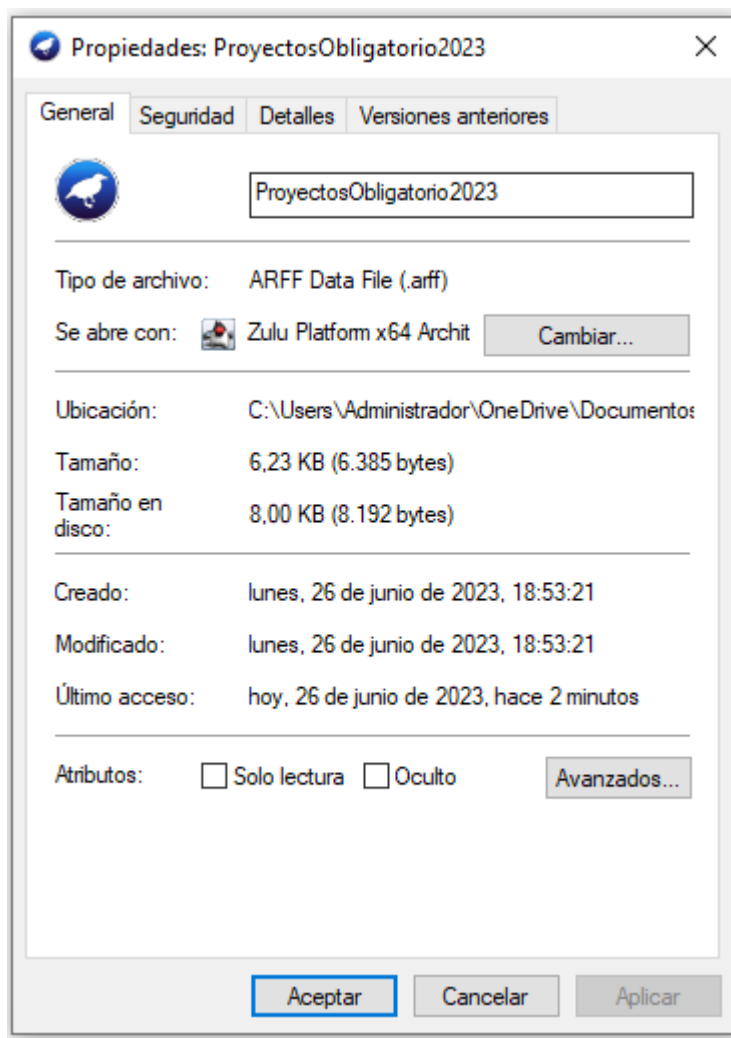 Propiedades: ProyectosObligatorio2023
General Seguridad Detalles Versiones anteriores
ProyectosObligatorio2023
Tipo de archivo: ARFF Data File (.arff)
Se abre con: Zulu Platform x64 Archit Cambiar...
Ubicación: C:\Users\Administrador\OneDrive\Documentos
Tamaño: 6,23 KB (6.385 bytes)
Tamaño en
disco: 8,00 KB (8.192 bytes)
Creado: lunes, 26 de junio de 2023, 18:53:21
Modificado: lunes, 26 de junio de 2023, 18:53:21
Último acceso: hoy, 26 de junio de 2023, hace 2 minutos
Atributos: Solo lectura Oculto Avanzados...
Aceptar Cancelar Aplicar